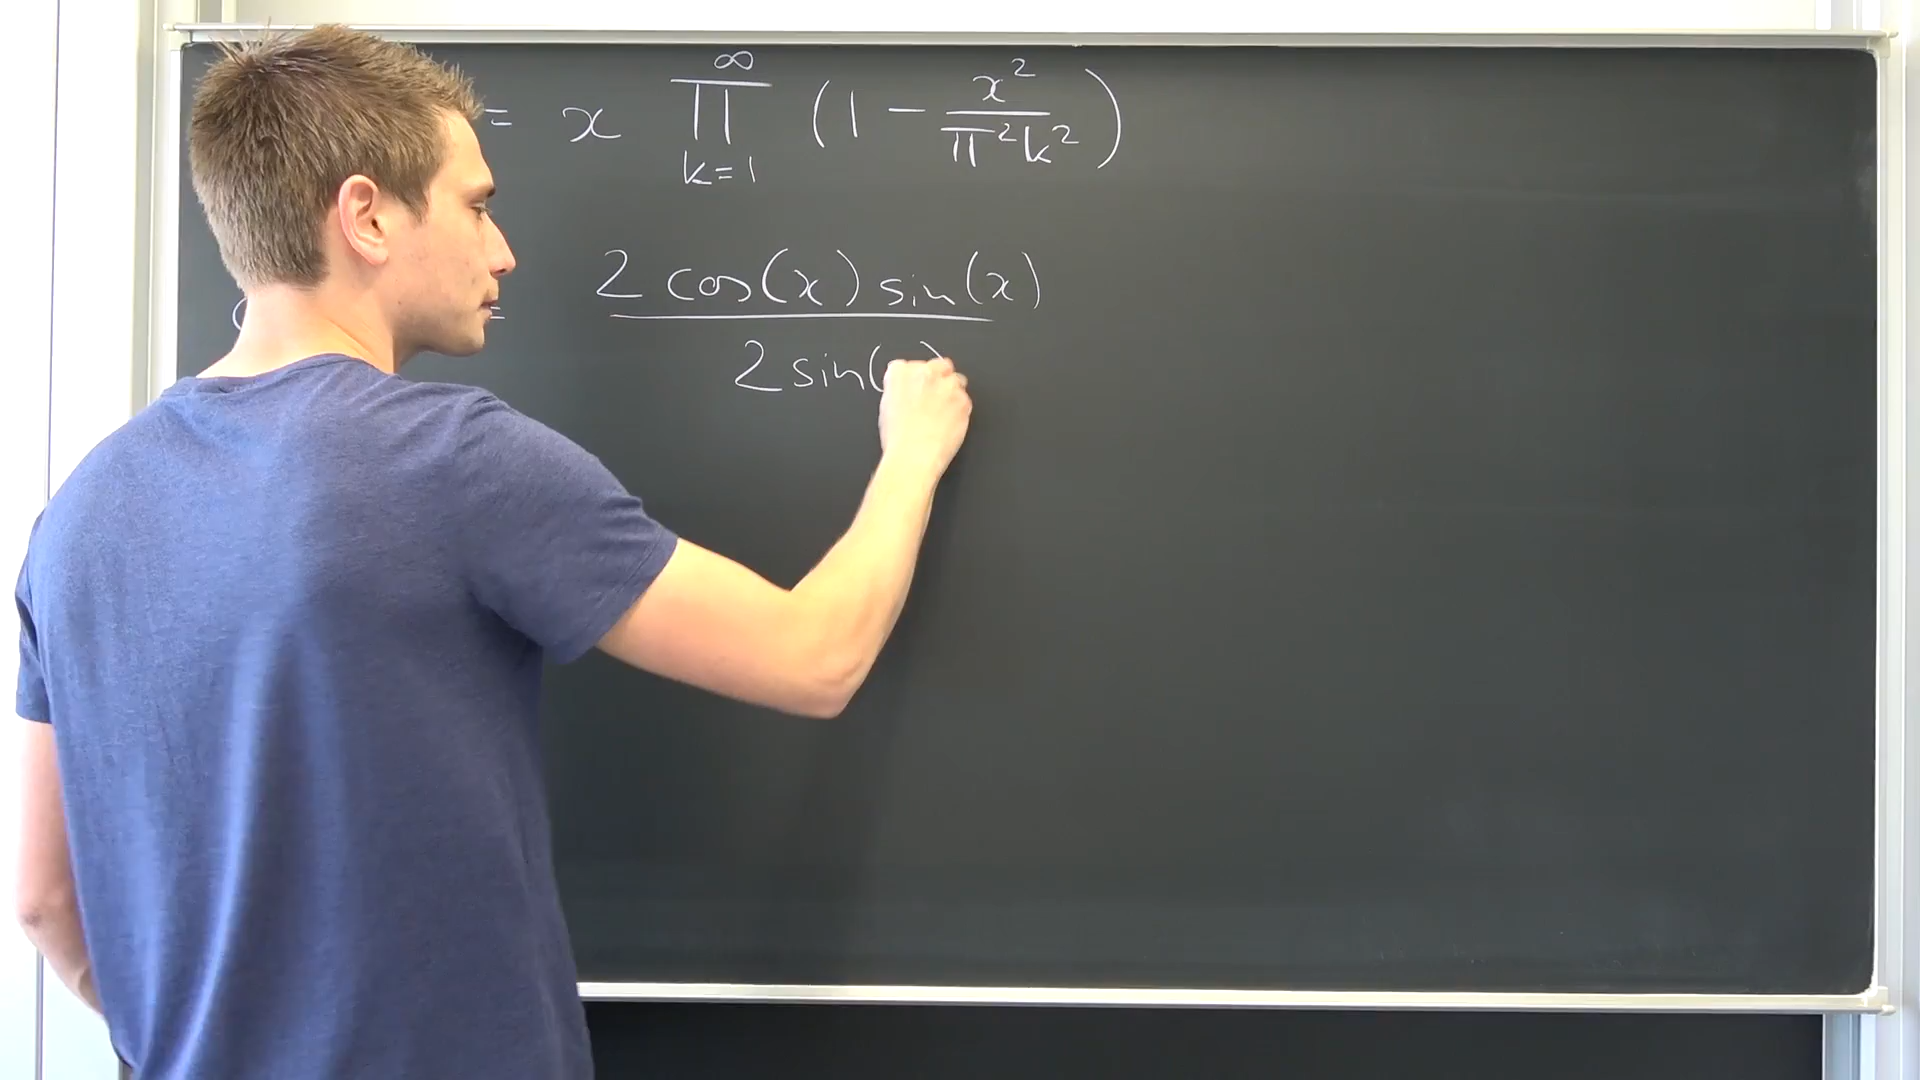 = x ∏_{k=1}^{∞} (1 - x²/(π²k²))
= 2 cos(x) sin(x)
2 sin(